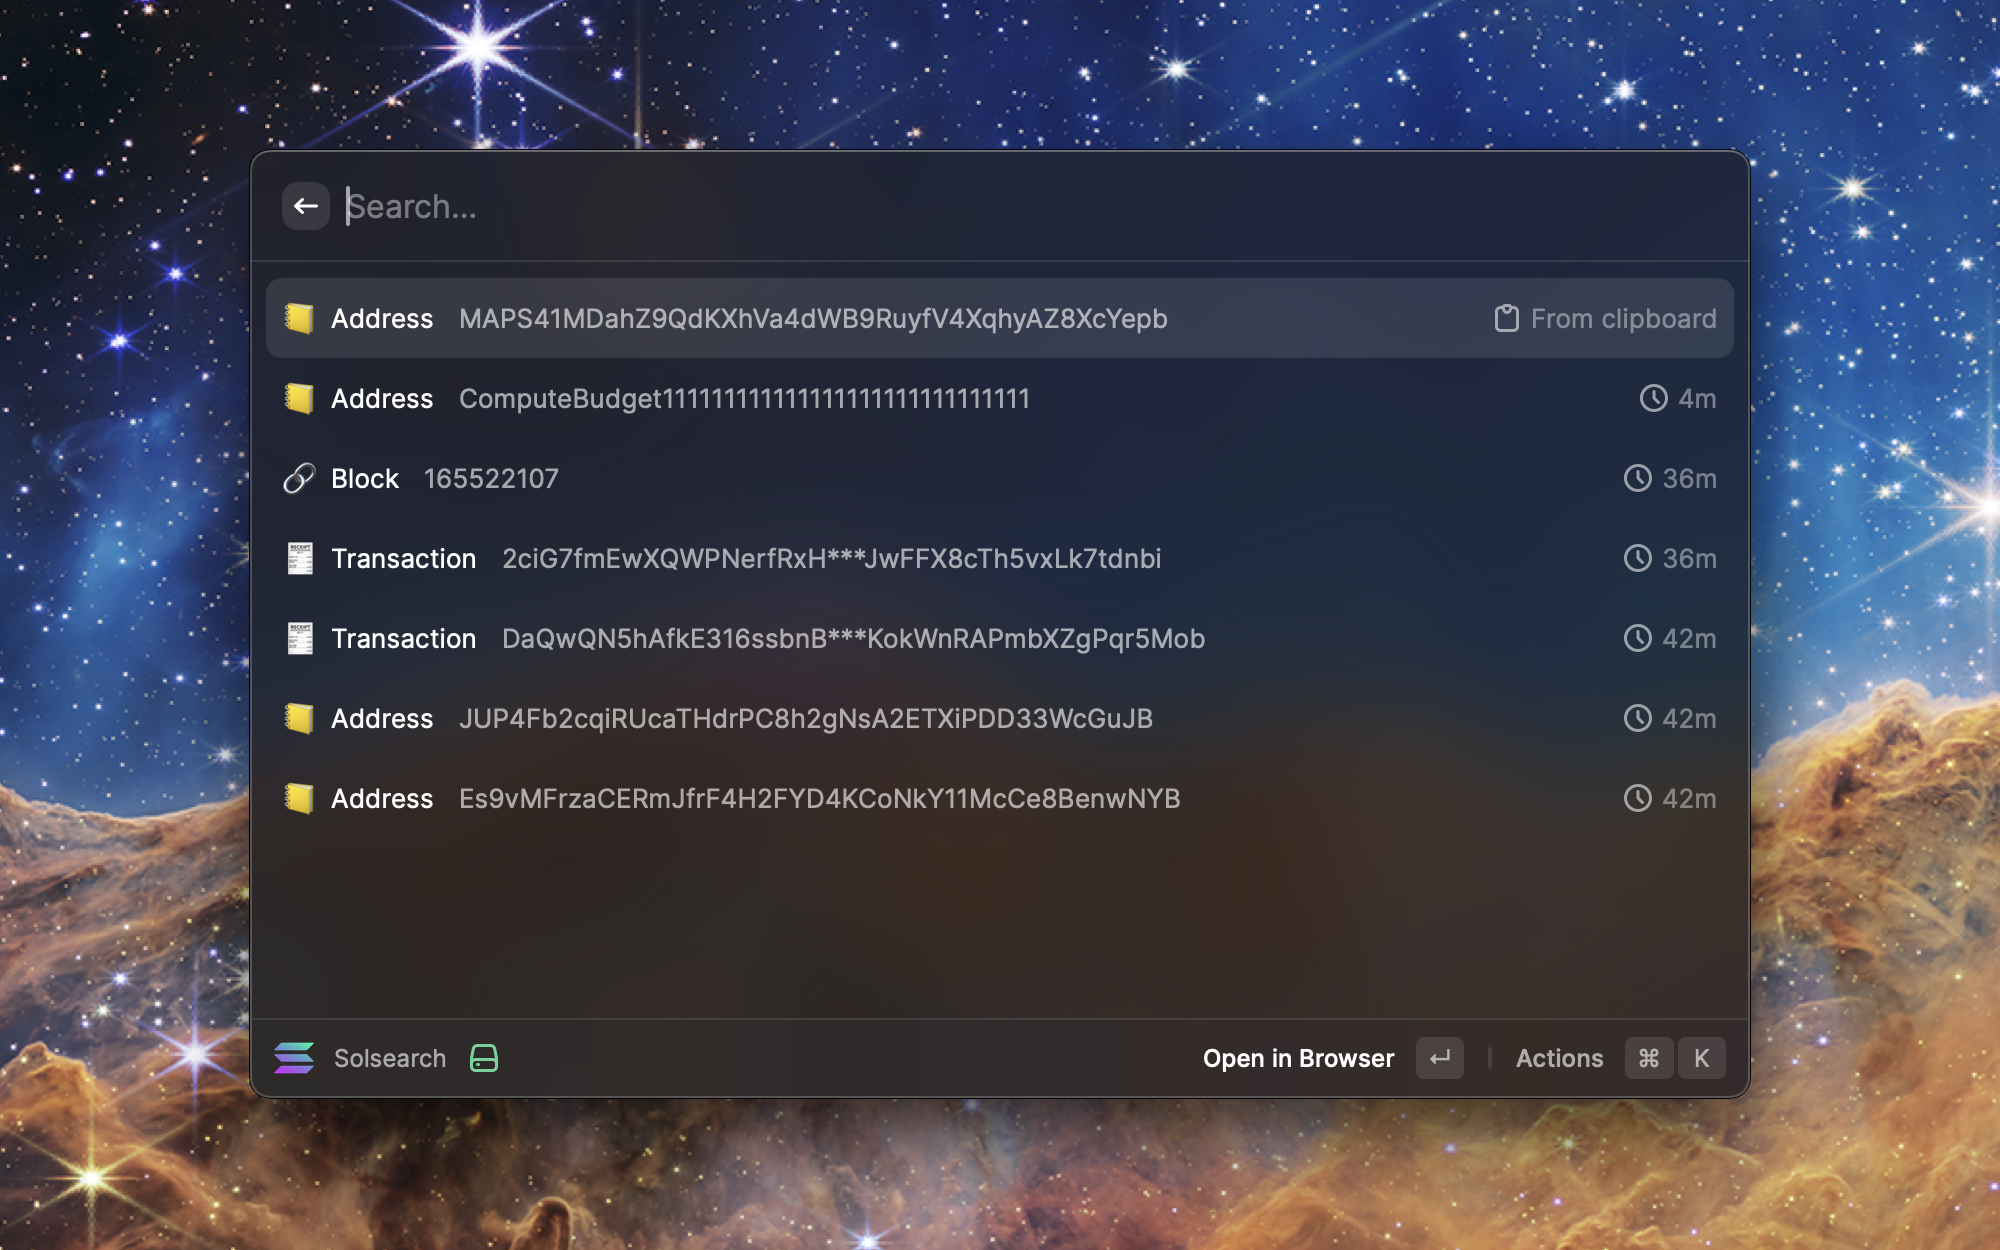 Search...
Address MAPS41MDahZ9QdKXhVa4dWB9RuyfV4XqhyAZ8XcYepb From clipboard
Address ComputeBudget111111111111111111111111111111 4m
Block 165522107 36m
Transaction 2ciG7fmEwXQWPNerfRxH***JwFFX8cTh5vxLk7tdnbi 36m
Transaction DaQwQN5hAfkE316ssbnB***KokWnRAPmbXZgPqr5Mob 42m
Address JUP4Fb2cqiRUcaTHdrPC8h2gNsA2ETXiPDD33WcGuJB 42m
Address Es9vMFrzaCERmJfrF4H2FYD4KCoNkY11McCe8BenwNYB 42m
Solsearch Open in Browser ↵ Actions ⌘ K